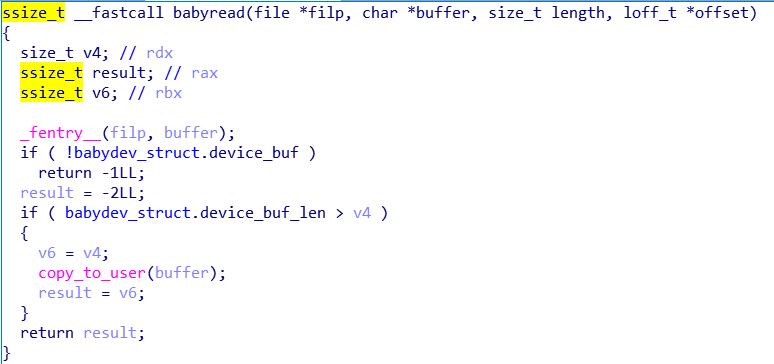 ssize_t __fastcall babyread(file *filp, char *buffer, size_t length, loff_t *offset)
{
  size_t v4; // rdx
  ssize_t result; // rax
  ssize_t v6; // rbx

  _fentry__(filp, buffer);
  if ( !babydev_struct.device_buf )
    return -1LL;
  result = -2LL;
  if ( babydev_struct.device_buf_len > v4 )
  {
    v6 = v4;
    copy_to_user(buffer);
    result = v6;
  }
  return result;
}